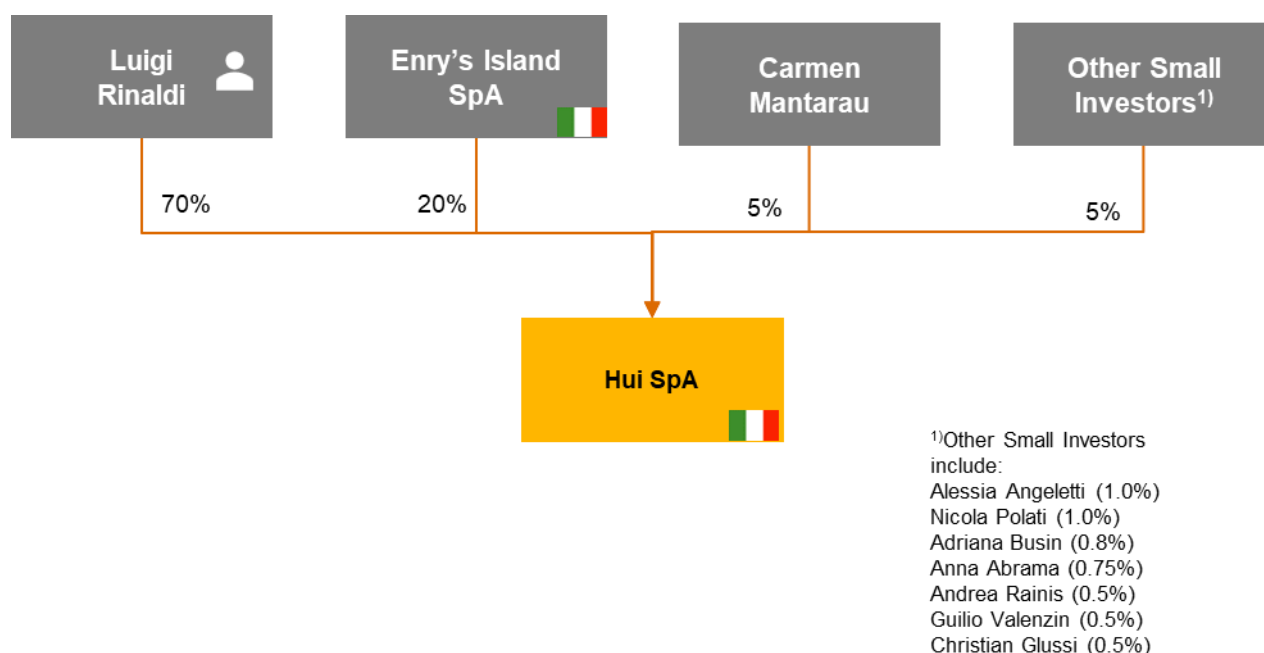 Luigi
Rinaldi
Enry's Island
SpA
Carmen
Mantarau
Other Small
Investors1)
70%
20%
5%
5%
Hui SpA
1)Other Small Investors
include:
Alessia Angeletti (1.0%)
Nicola Polati (1.0%)
Adriana Busin (0.8%)
Anna Abrama (0.75%)
Andrea Rainis (0.5%)
Guilio Valenzin (0.5%)
Christian Glussi (0.5%)